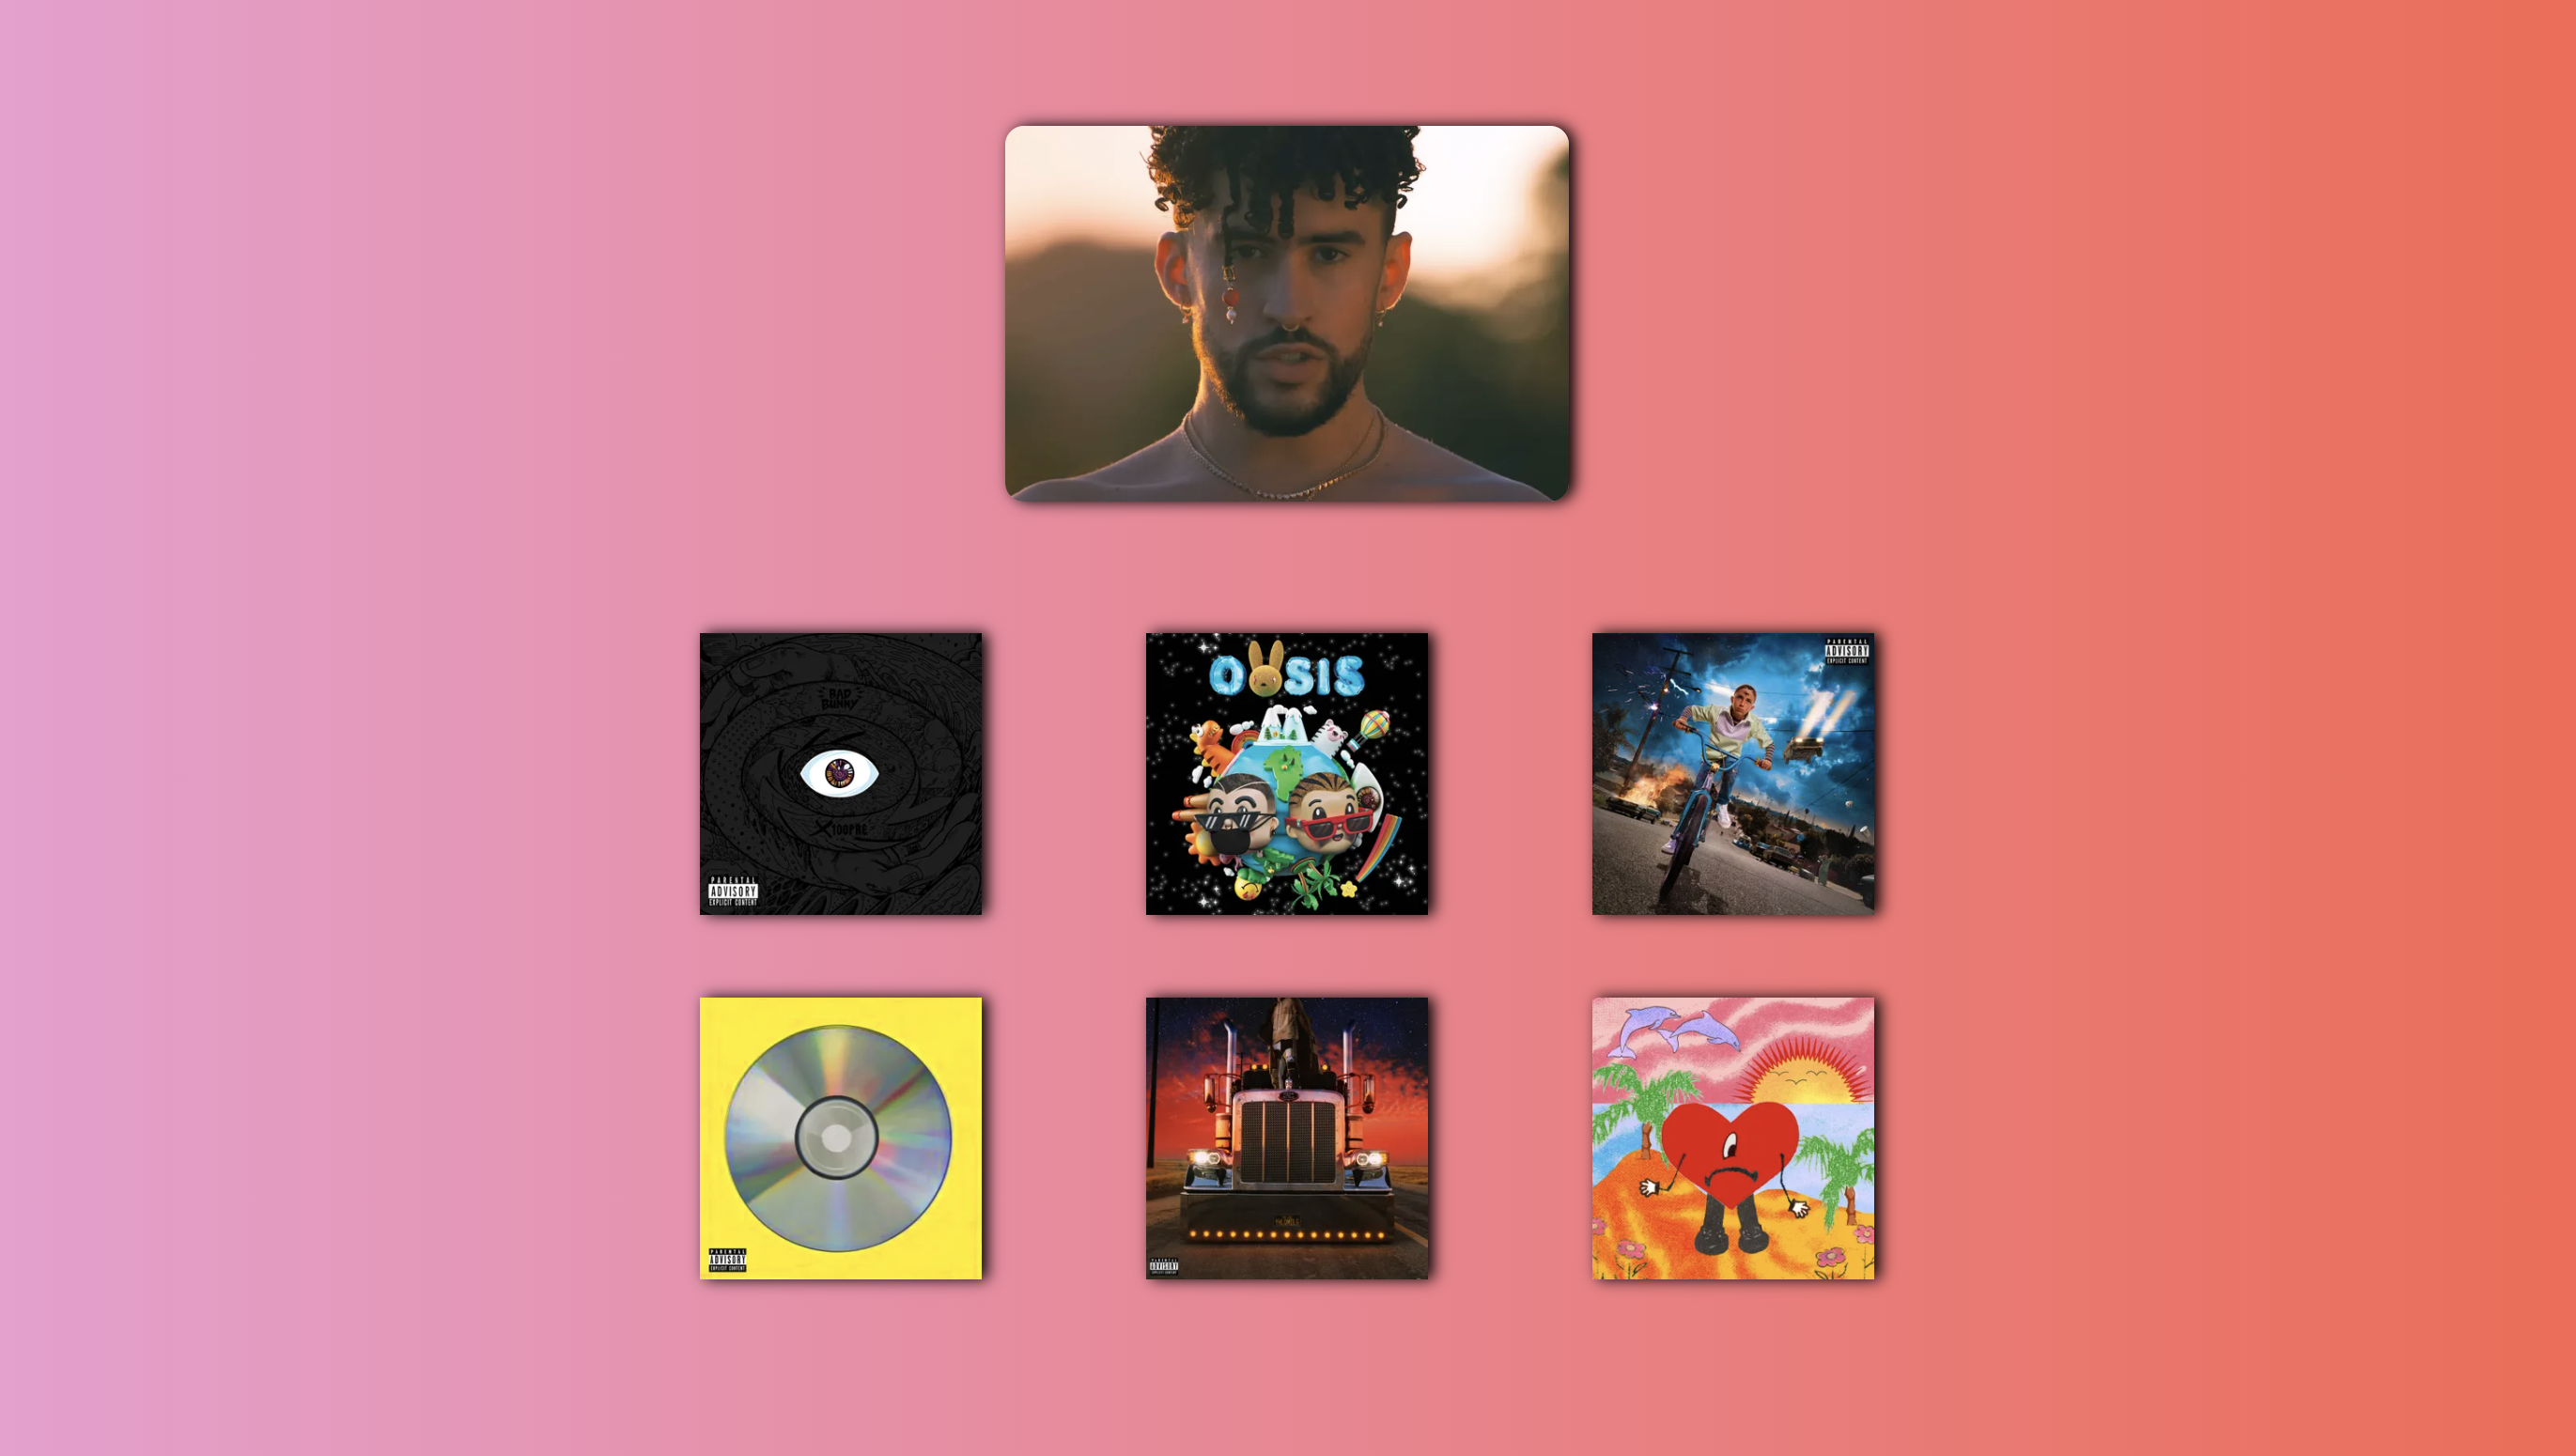 BAD
BUNNY
X100PRE
PARENTAL
ADVISORY
EXPLICIT CONTENT
OASIS
PARENTAL
ADVISORY
EXPLICIT CONTENT
PARENTAL
ADVISORY
EXPLICIT CONTENT
PARENTAL
ADVISORY
EXPLICIT CONTENT